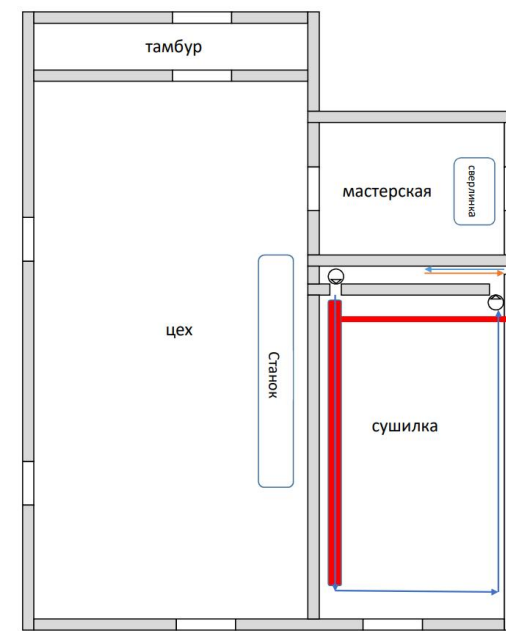 тамбур
мастерская
сверлинка
цех
Станок
сушилка